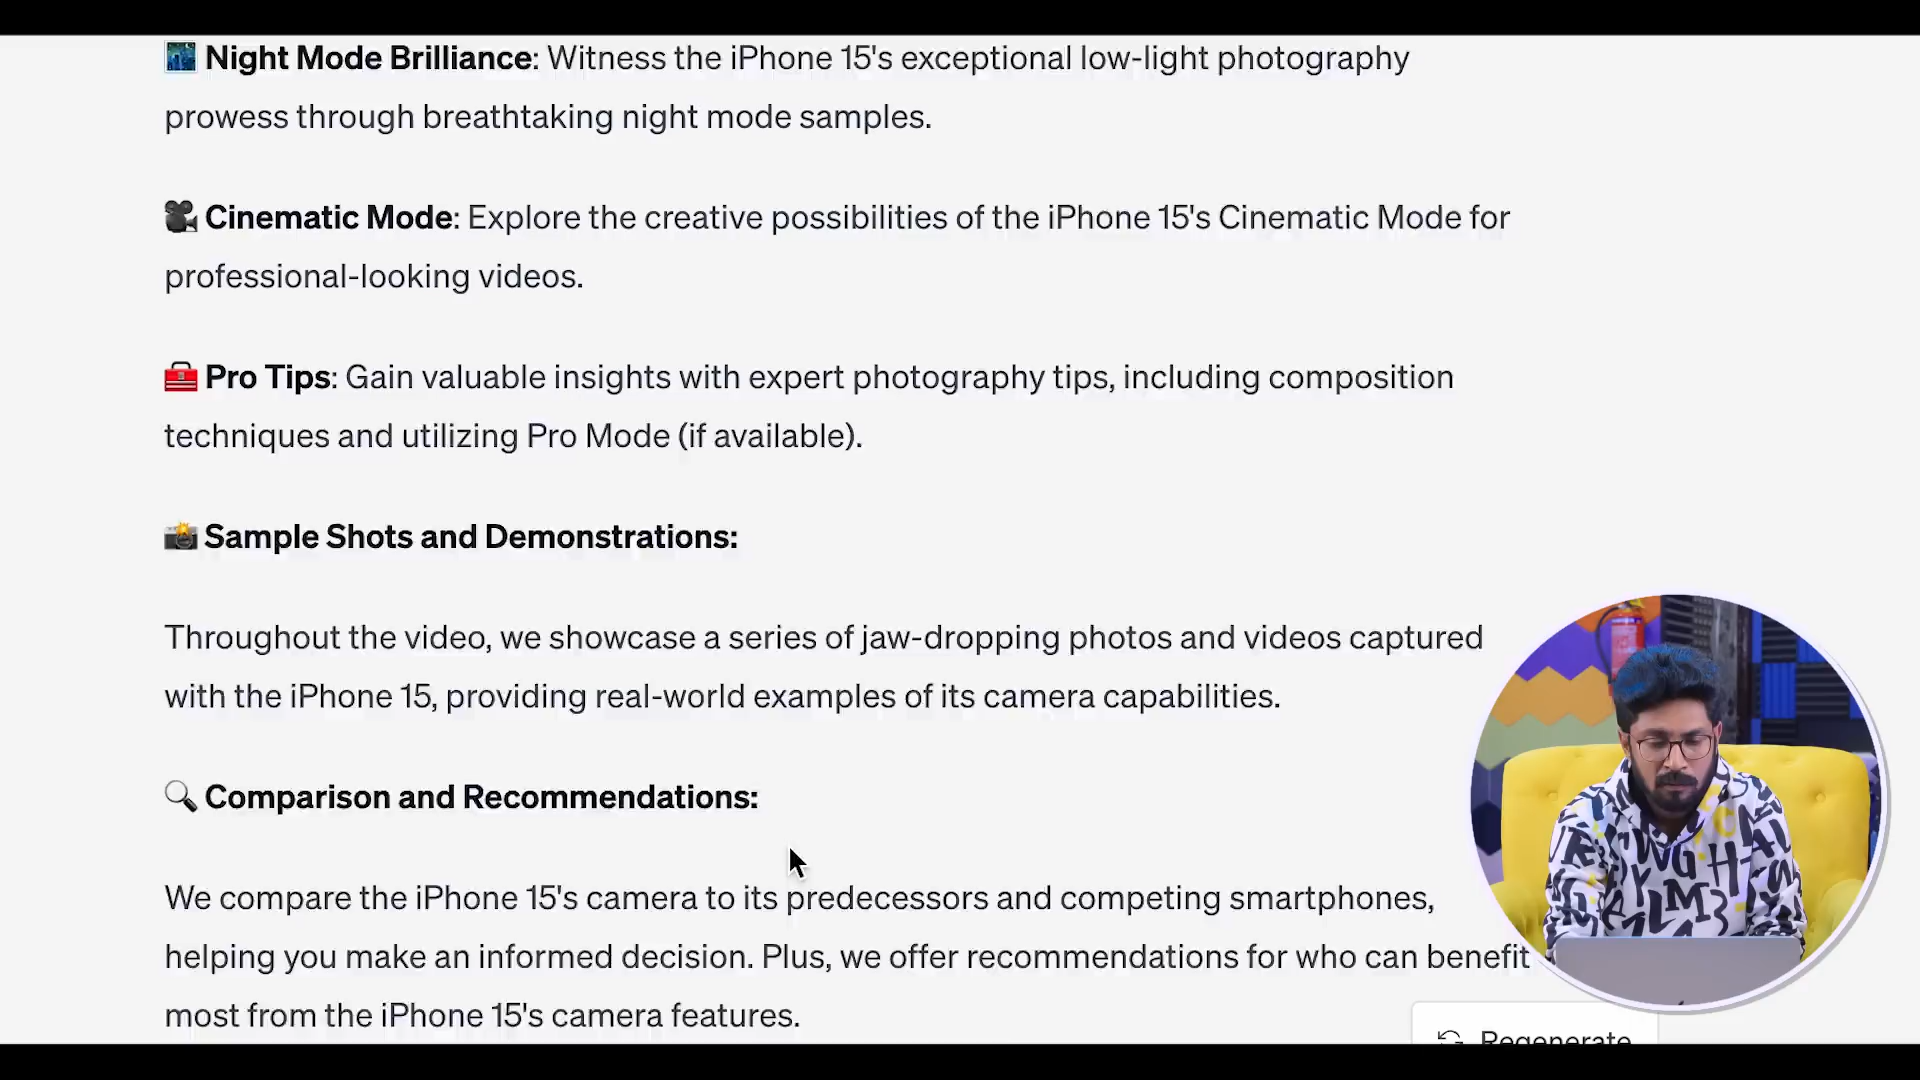 Night Mode Brilliance: Witness the iPhone 15's exceptional low-light photography
prowess through breathtaking night mode samples.
Cinematic Mode: Explore the creative possibilities of the iPhone 15's Cinematic Mode for
professional-looking videos.
Pro Tips: Gain valuable insights with expert photography tips, including composition
techniques and utilizing Pro Mode (if available).
Sample Shots and Demonstrations:
Throughout the video, we showcase a series of jaw-dropping photos and videos captured
with the iPhone 15, providing real-world examples of its camera capabilities.
Comparison and Recommendations:
We compare the iPhone 15's camera to its predecessors and competing smartphones,
helping you make an informed decision. Plus, we offer recommendations for who can benefit
most from the iPhone 15's camera features.
Regenerate